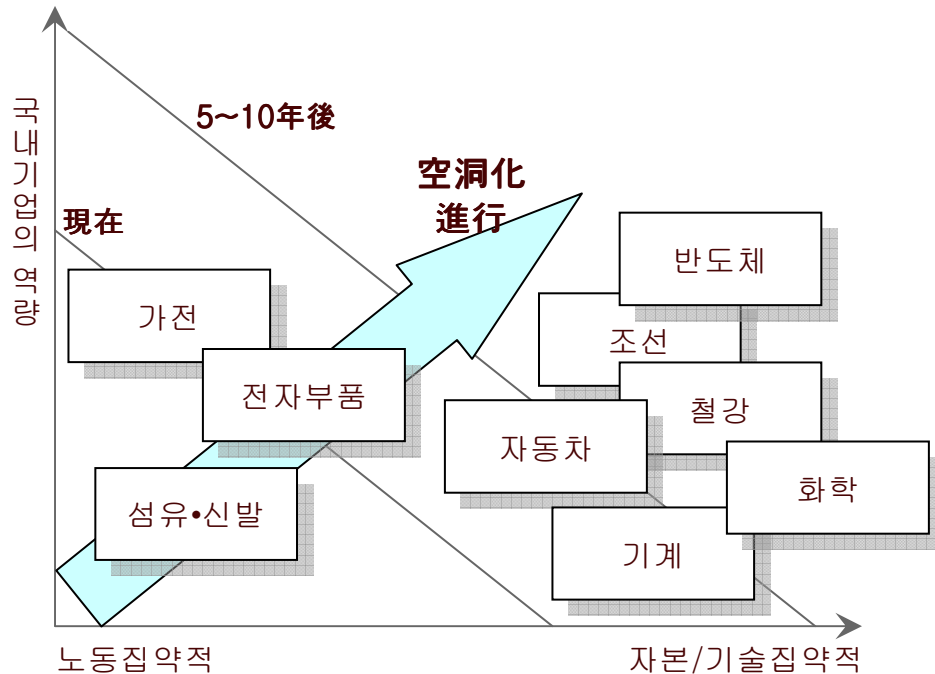 국내기업의 역량
5~10年後
空洞化
進行
現在
반도체
가전
조선
전자부품
철강
자동차
화학
섬유•신발
기계
노동집약적
자본/기술집약적